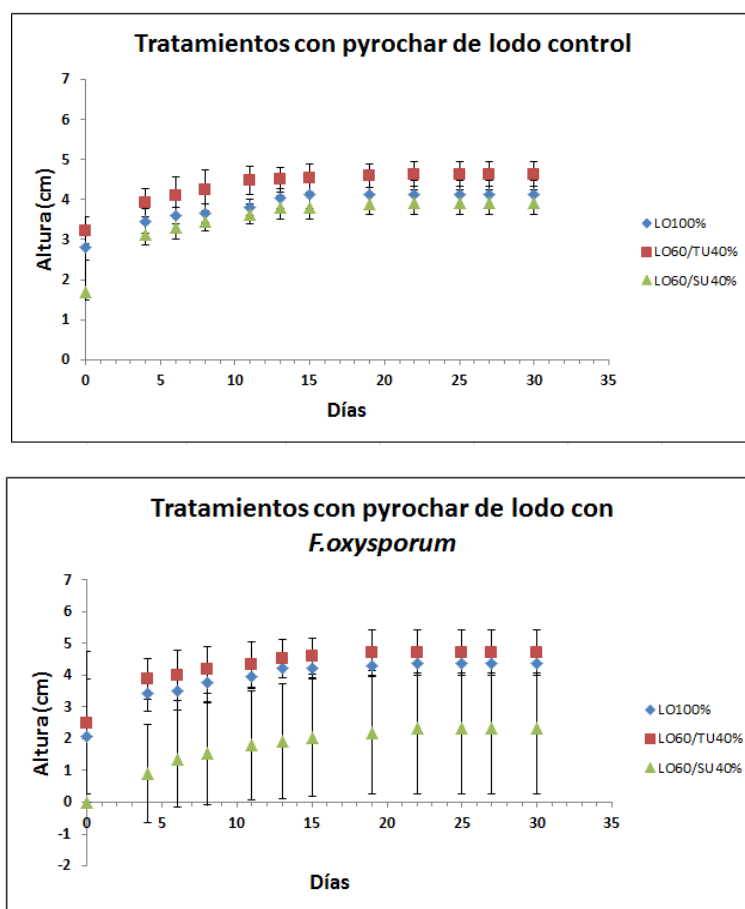 Tratamientos con pyrochar de lodo control
7
6
5
4
3
2
1
0
Altura (cm)
0 5 10 15 20 25 30 35
Días
LO100%
LO60/TU40%
LO60/SU40%
Tratamientos con pyrochar de lodo con
F.oxysporum
7
6
5
4
3
2
1
0
-1
-2
Altura (cm)
0 5 10 15 20 25 30 35
Días
LO100%
LO60/TU40%
LO60/SU40%